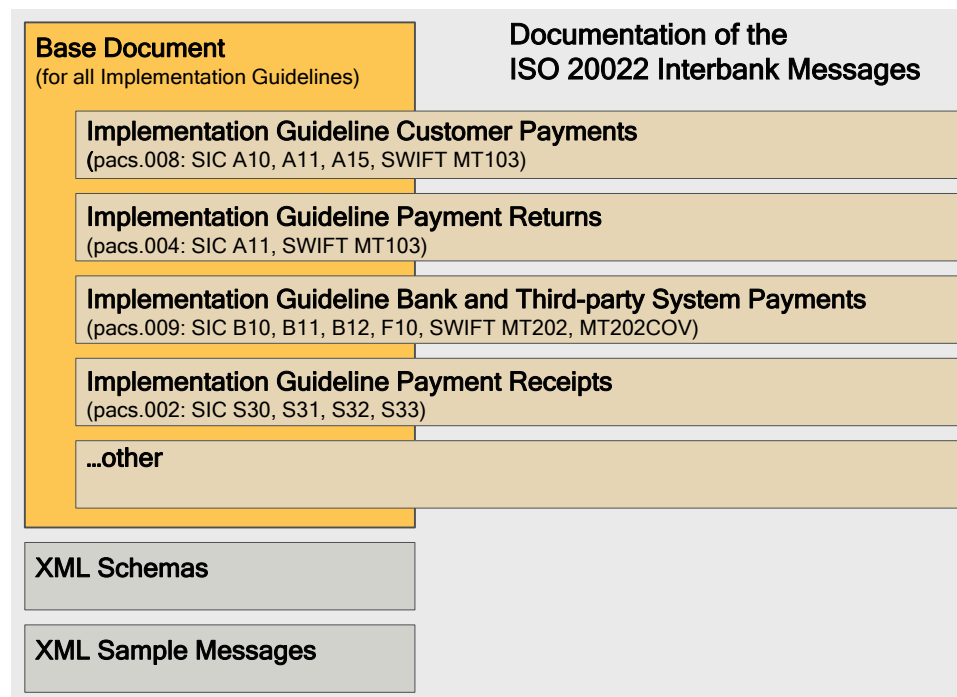 Base Document
(for all Implementation Guidelines)
Documentation of the
ISO 20022 Interbank Messages
Implementation Guideline Customer Payments
(pacs.008: SIC A10, A11, A15, SWIFT MT103)
Implementation Guideline Payment Returns
(pacs.004: SIC A11, SWIFT MT103)
Implementation Guideline Bank and Third-party System Payments
(pacs.009: SIC B10, B11, B12, F10, SWIFT MT202, MT202COV)
Implementation Guideline Payment Receipts
(pacs.002: SIC S30, S31, S32, S33)
...other
XML Schemas
XML Sample Messages